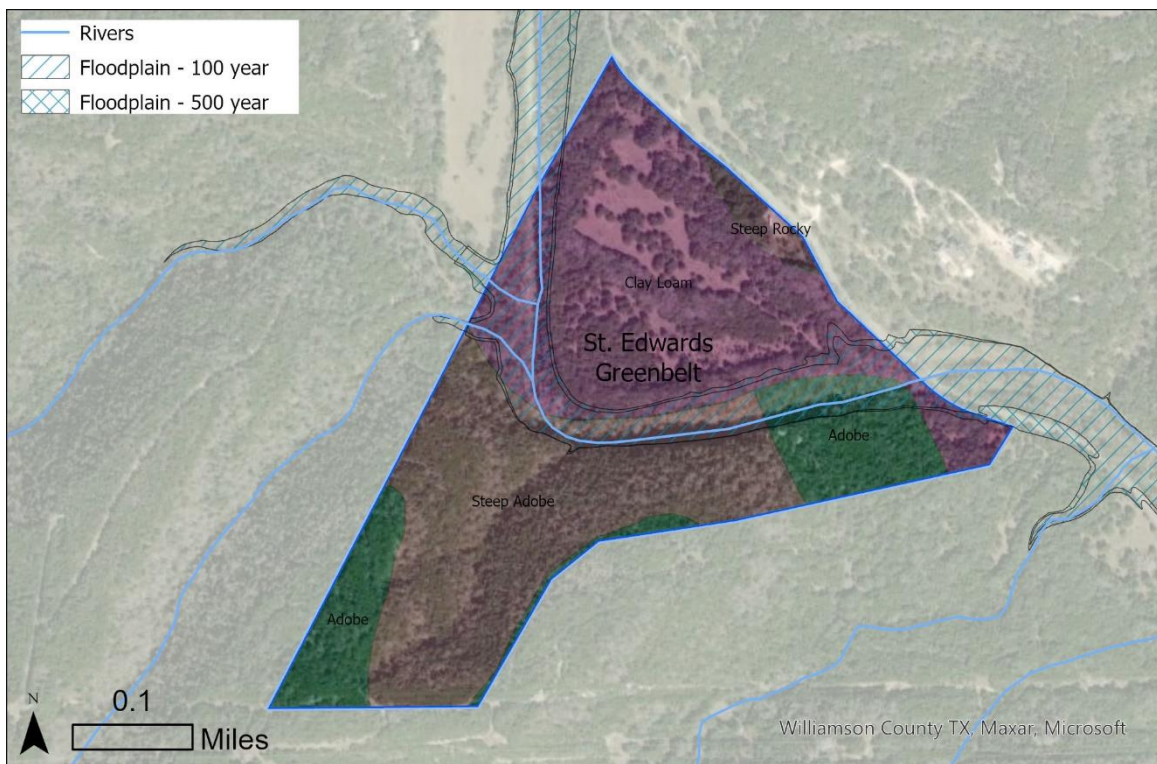 Rivers
Floodplain - 100 year
Floodplain - 500 year
Steep Rocky
Clay Loam
St. Edwards
Greenbelt
Adobe
Steep Adobe
Adobe
N
0.1
Miles
Williamson County TX, Maxar, Microsoft